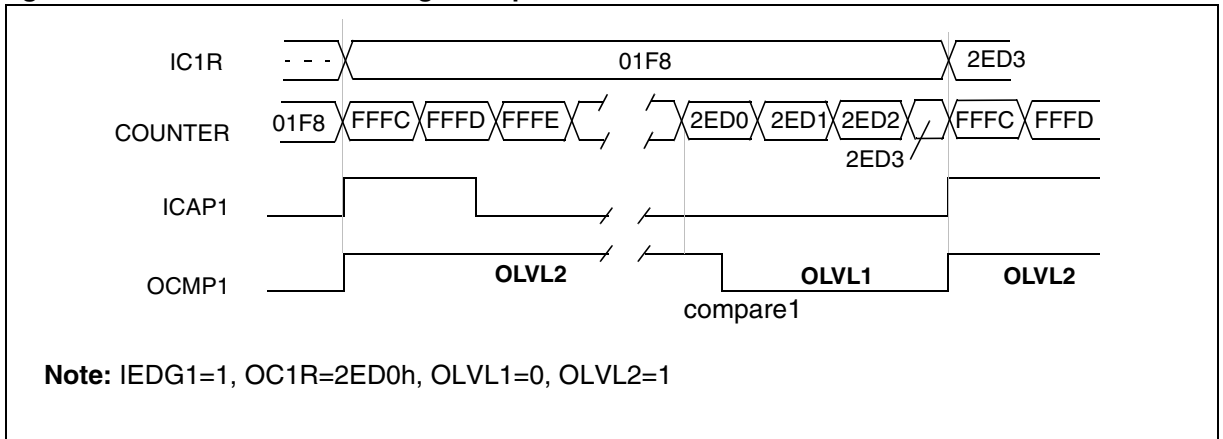 IC1R - - - 01F8 2ED3
COUNTER 01F8 FFFC FFFD FFFE 2ED0 2ED1 2ED2 FFFC FFFD
2ED3
ICAP1
OCMP1 OLVL2 OLVL1 OLVL2
compare1
Note: IEDG1=1, OC1R=2ED0h, OLVL1=0, OLVL2=1